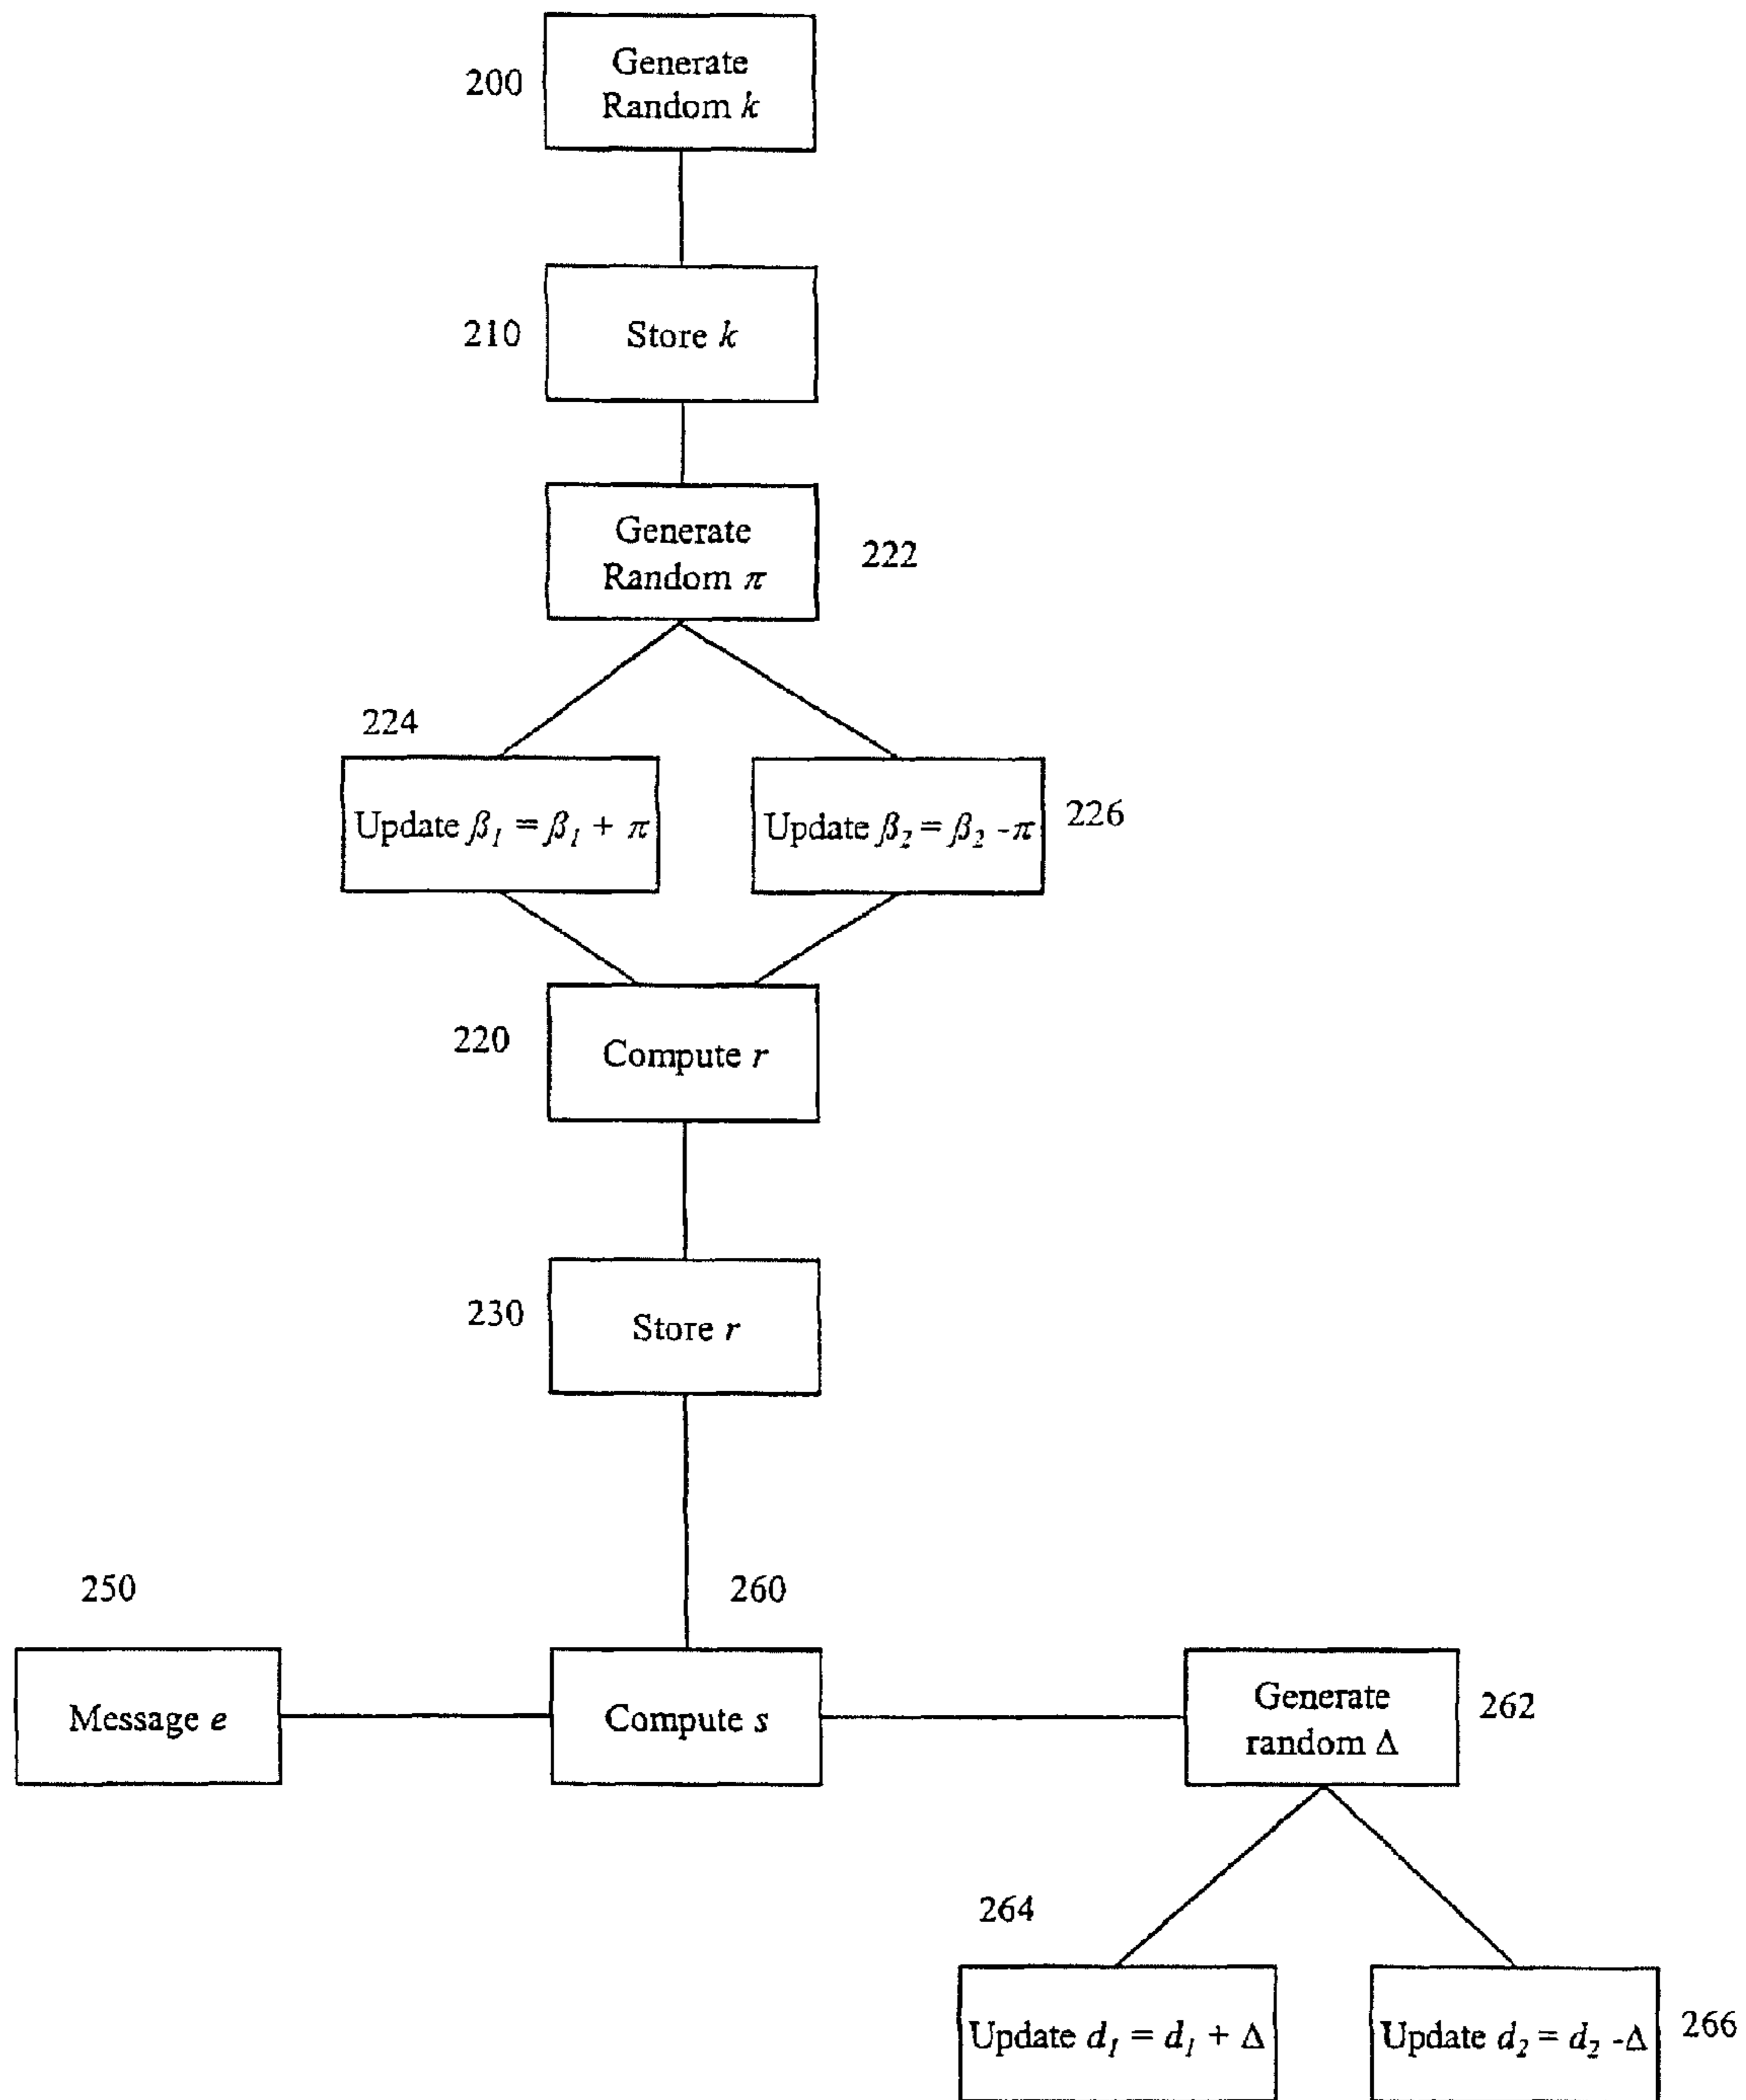 200
Generate
Random k
210
Store k
Generate
Random π
222
224
Update β₁ = β₁ + π
Update β₂ = β₂ -π
226
220
Compute r
230
Store r
250
260
Message e
Compute s
Generate
random Δ
262
264
Update d₁ = d₁ + Δ
Update d₂ = d₂ -Δ
266